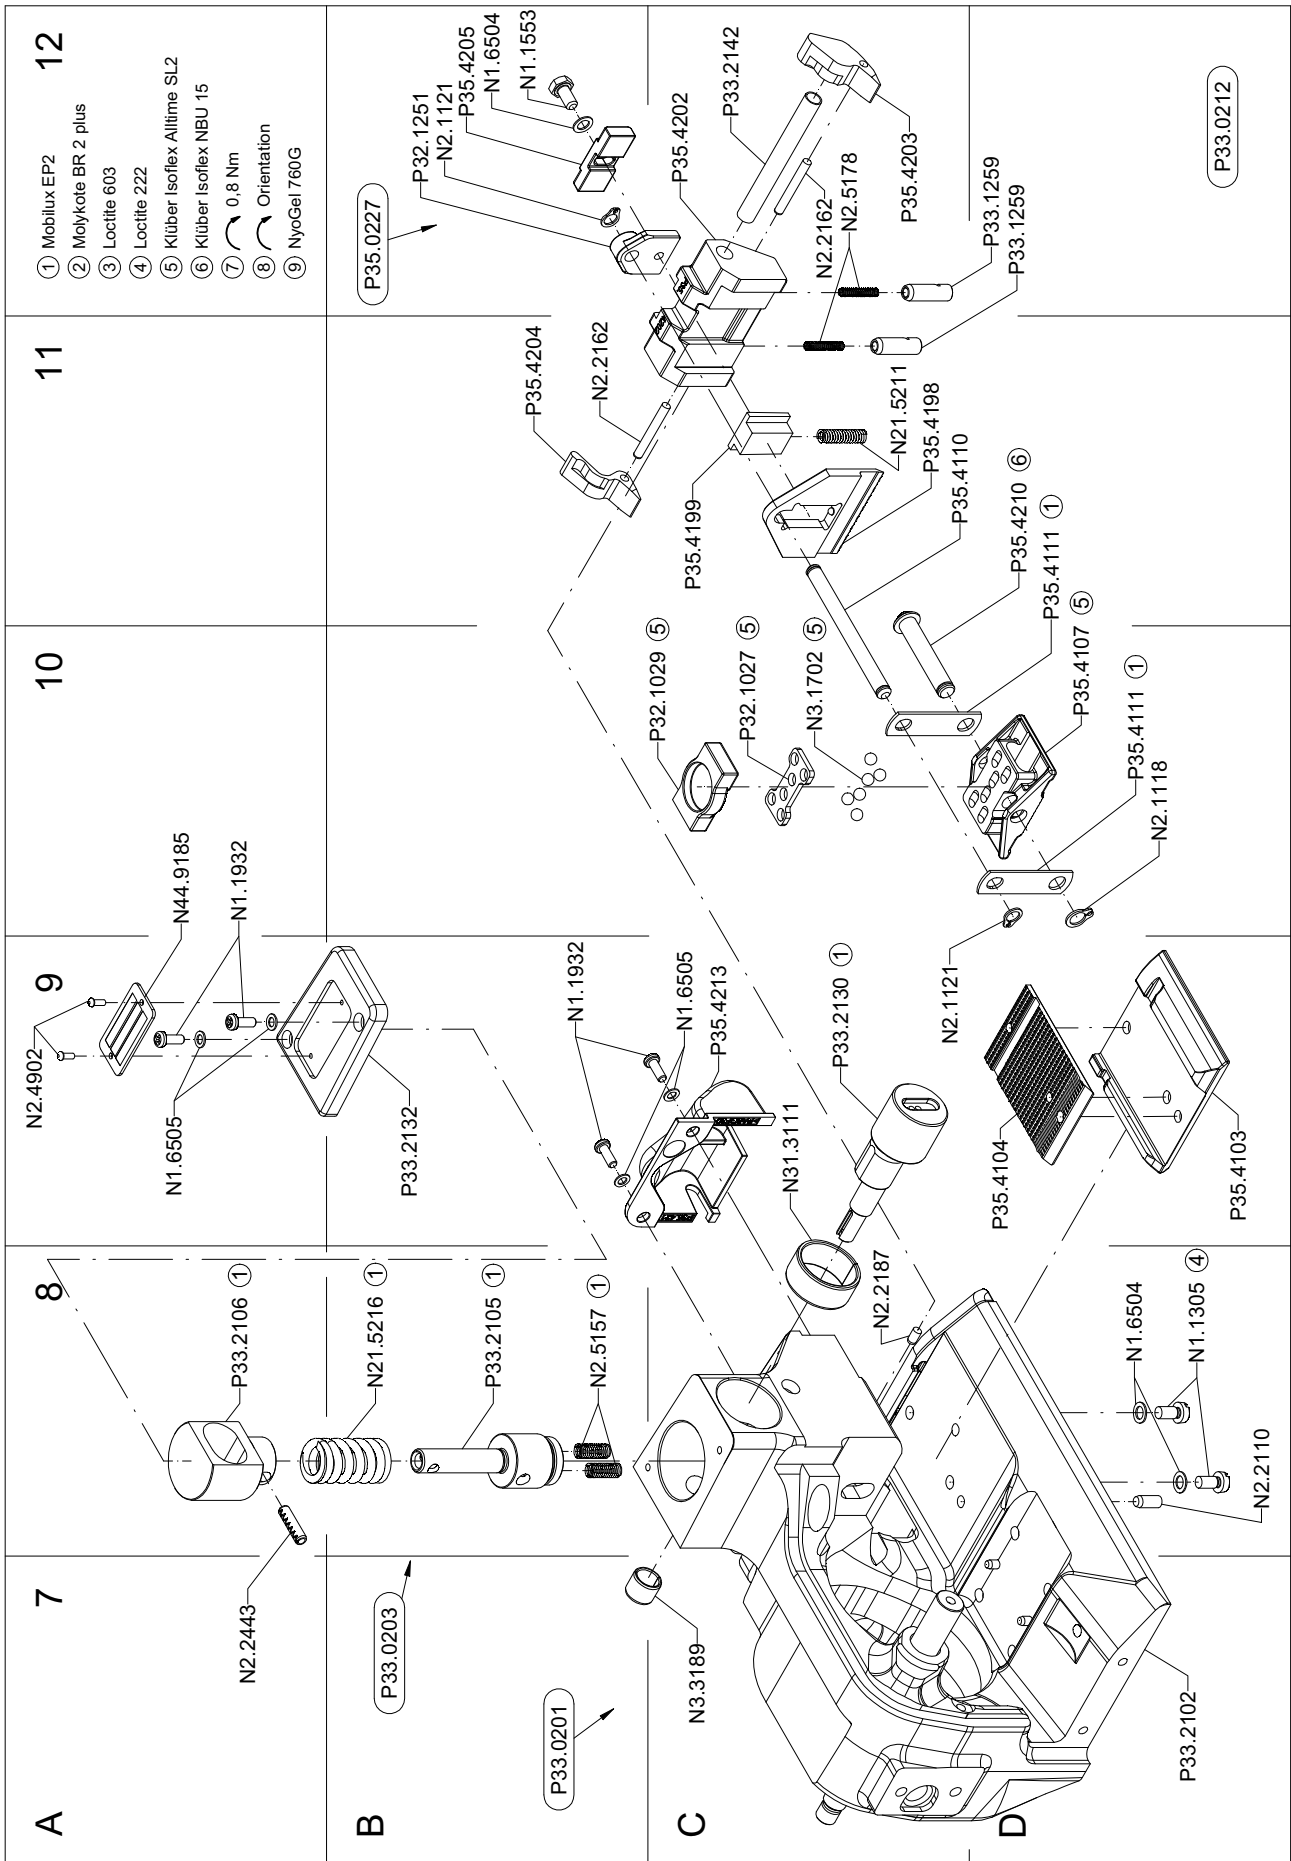 7
8
9
10
11
12
A
B
C
D
① Mobilux EP2
② Molykote BR 2 plus
③ Loctite 603
④ Loctite 222
⑤ Klüber Isoflex Alltime SL2
⑥ Klüber Isoflex NBU 15
⑦ 0,8 Nm
⑧ Orientation
⑨ NyoGel 760G
N2.2443
P33.2106 ①
N21.5216 ①
P33.2105 ①
N2.5157 ①
P33.0203
P33.0201
N3.3189
N2.4902
N44.9185
N1.1932
N1.6505
P33.2132
N1.1932
N1.6505
P35.4213
P33.2130 ①
N31.3111
N2.2187
P35.4104
P35.4103
N1.6504
N1.1305 ④
N2.2110
P33.2102
P32.1029 ⑤
P32.1027 ⑤
N3.1702 ⑤
P35.4110
P35.4210 ⑥
P35.4111 ①
P35.4107 ⑤
P35.4111 ①
N2.1118
N2.1121
P35.4204
N2.2162
P35.4199
N21.5211
P35.4198
P35.0227
P32.1251
N2.1121
P35.4205
N1.6504
N1.1553
P35.4202
P33.2142
P35.4203
N2.2162
N2.5178
P33.1259
P33.1259
P33.0212